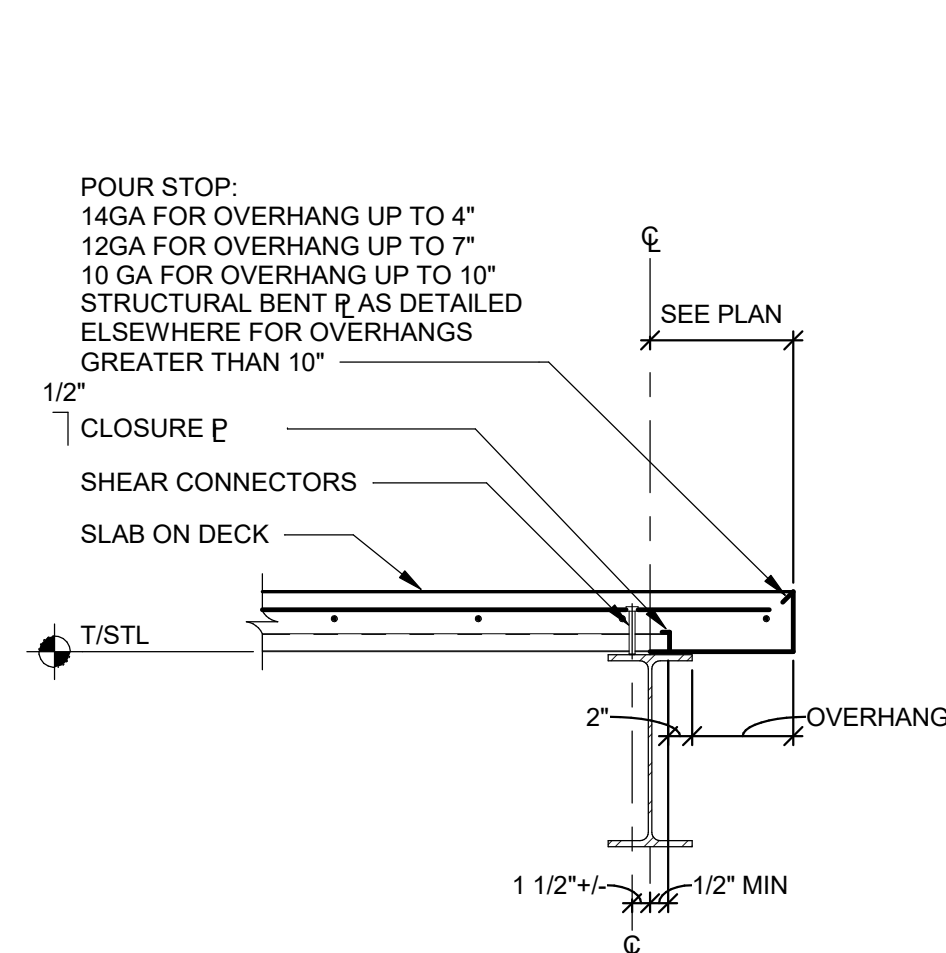 POUR STOP:
14GA FOR OVERHANG UP TO 4"
12GA FOR OVERHANG UP TO 7"
10 GA FOR OVERHANG UP TO 10"
STRUCTURAL BENT PL AS DETAILED
ELSEWHERE FOR OVERHANGS
GREATER THAN 10"
CL
SEE PLAN
1/2"
CLOSURE PL
SHEAR CONNECTORS
SLAB ON DECK
T/STL
2"
OVERHANG
1 1/2"+/-
1/2" MIN
CL